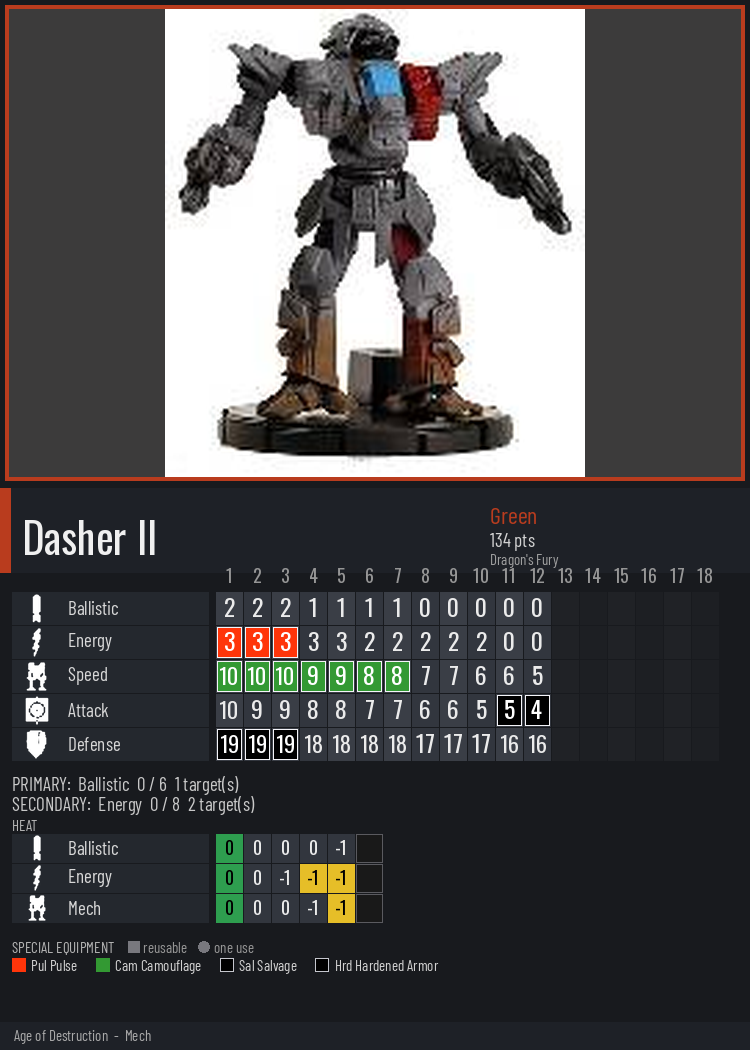 Dasher II
Green
134 pts
Dragon's Fury
1 2 3 4 5 6 7 8 9 10 11 12 13 14 15 16 17 18
Ballistic 2 2 2 1 1 1 1 0 0 0 0 0
Energy 3 3 3 3 3 2 2 2 2 2 0 0
Speed 10 10 10 9 9 8 8 7 7 6 6 5
Attack 10 9 9 8 8 7 7 6 6 5 5 4
Defense 19 19 19 18 18 18 18 17 17 17 16 16
PRIMARY: Ballistic 0 / 6 1 target(s)
SECONDARY: Energy 0 / 8 2 target(s)
HEAT
Ballistic 0 0 0 0 -1
Energy 0 0 -1 -1 -1
Mech 0 0 0 -1 -1
SPECIAL EQUIPMENT reusable one use
Pul Pulse Cam Camouflage Sal Salvage Hrd Hardened Armor
Age of Destruction - Mech